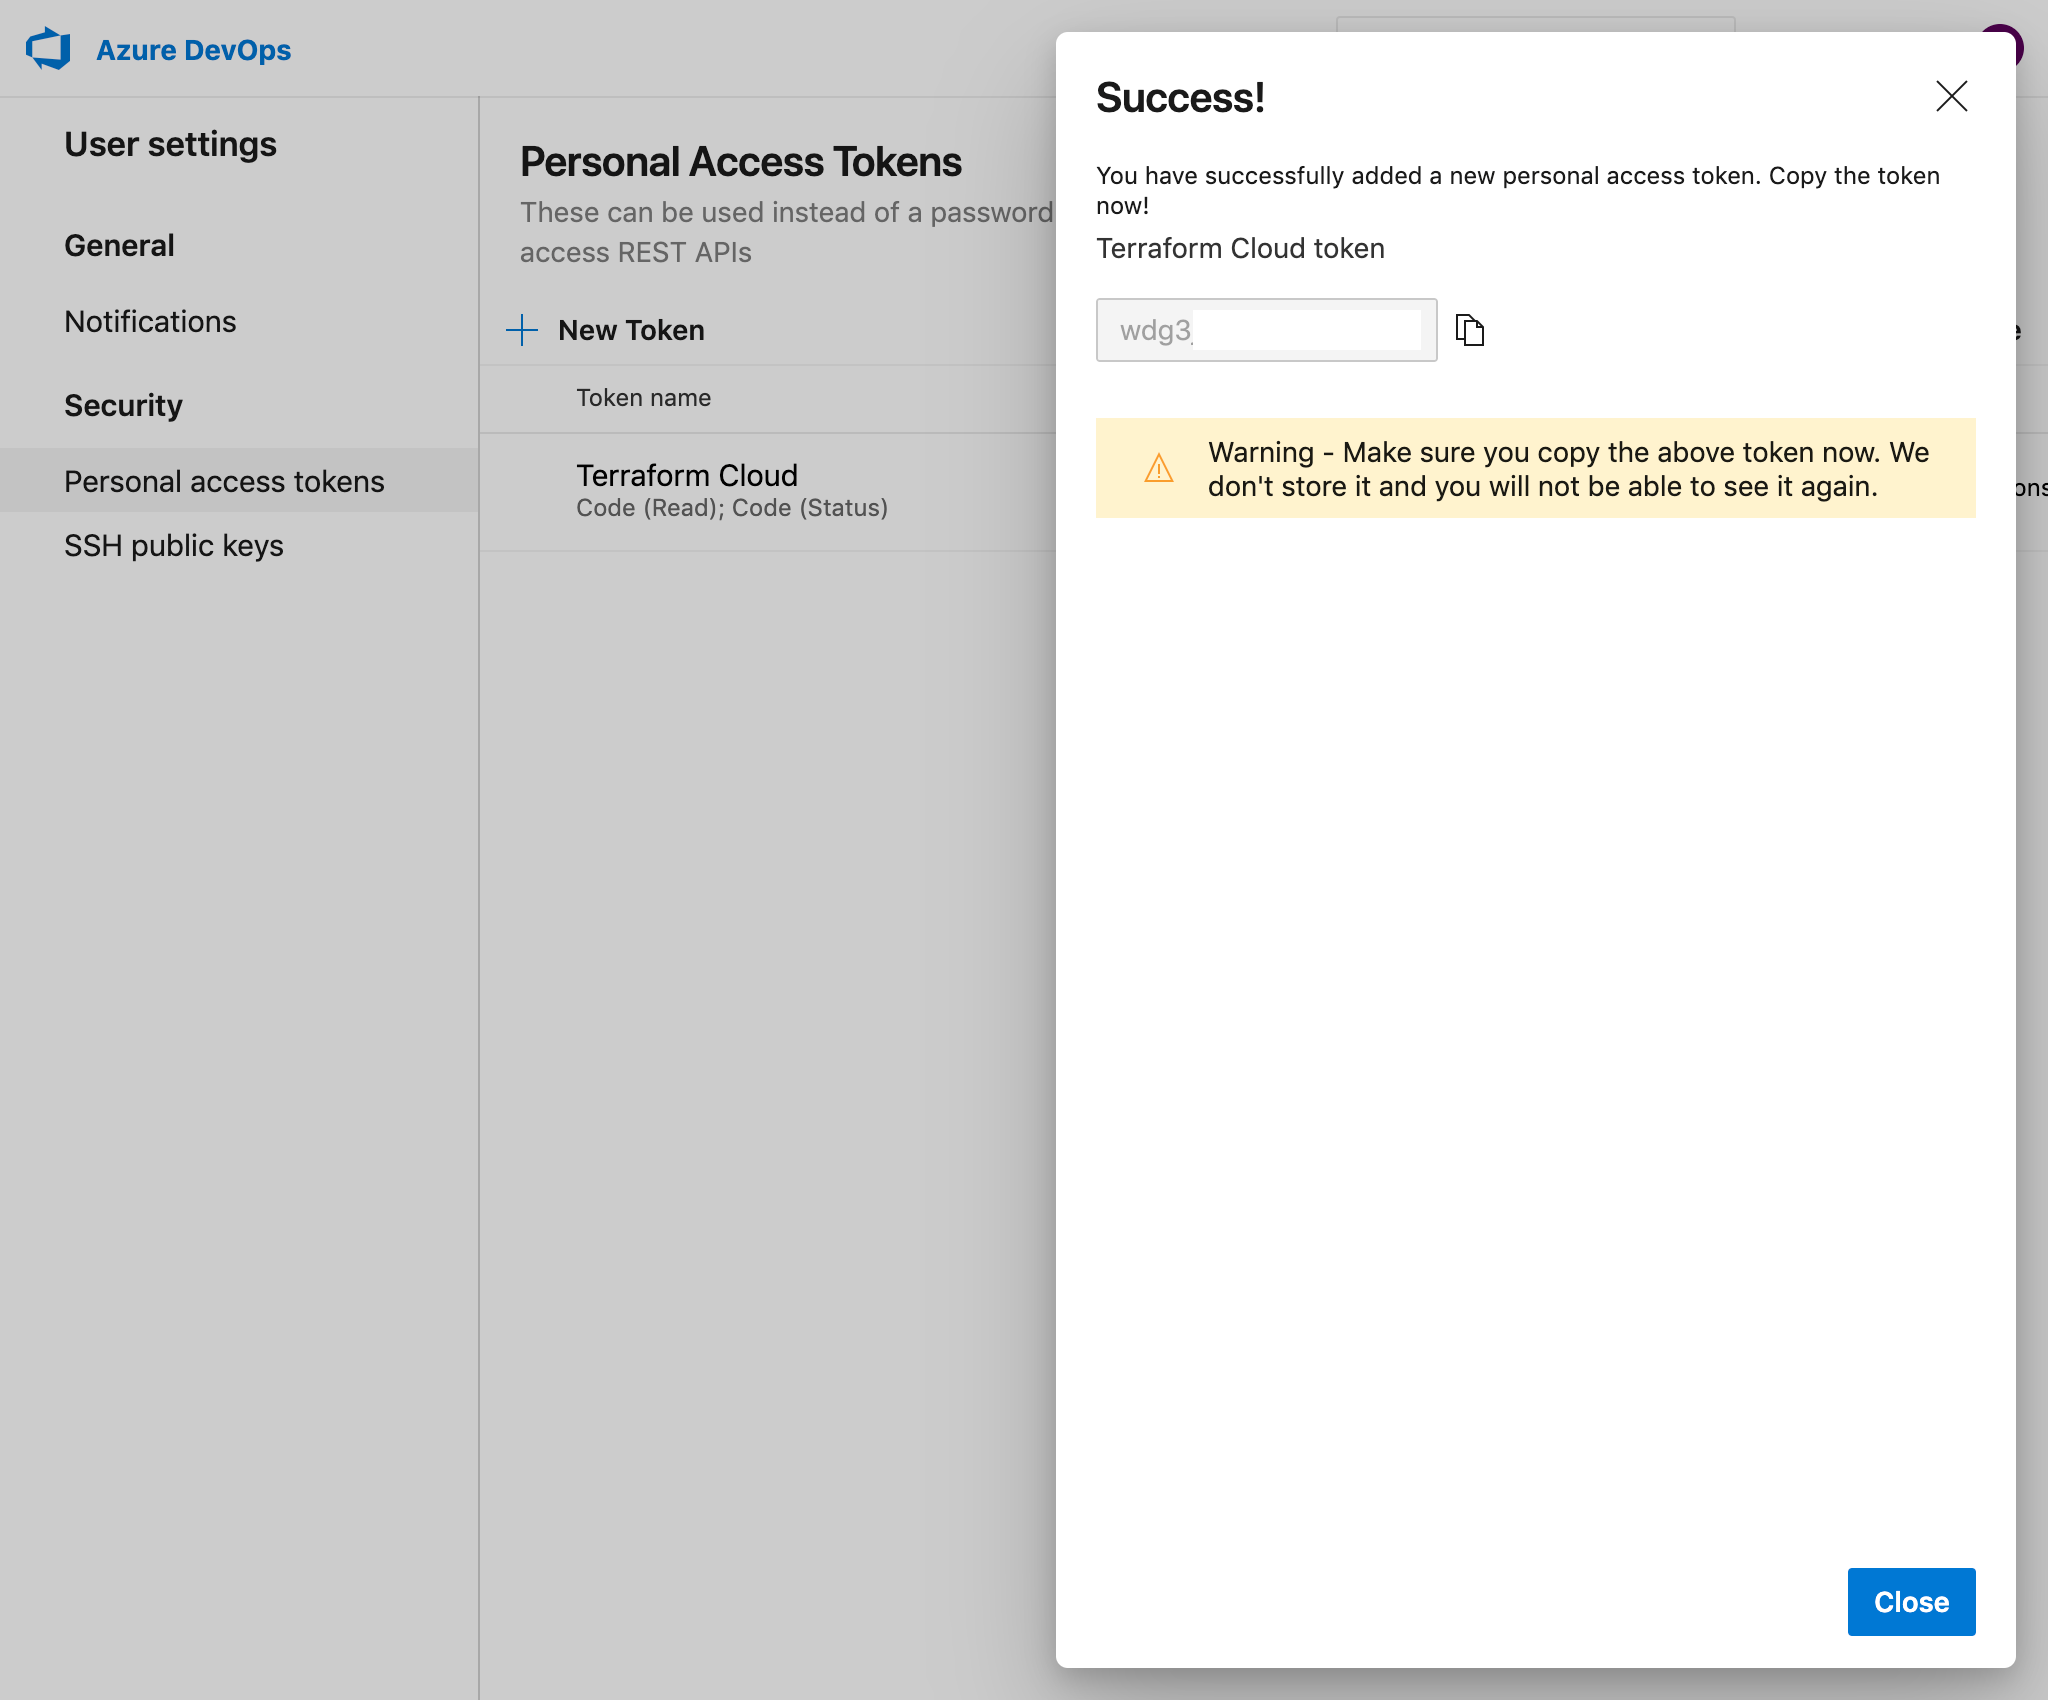 Azure DevOps
User settings
General
Notifications
Security
Personal access tokens
SSH public keys
Personal Access Tokens
These can be used instead of a password
access REST APIs
New Token
Token name
Terraform Cloud
Code (Read); Code (Status)
Success!
You have successfully added a new personal access token. Copy the token
now!
Terraform Cloud token
wdg3
Warning - Make sure you copy the above token now. We
don't store it and you will not be able to see it again.
Close